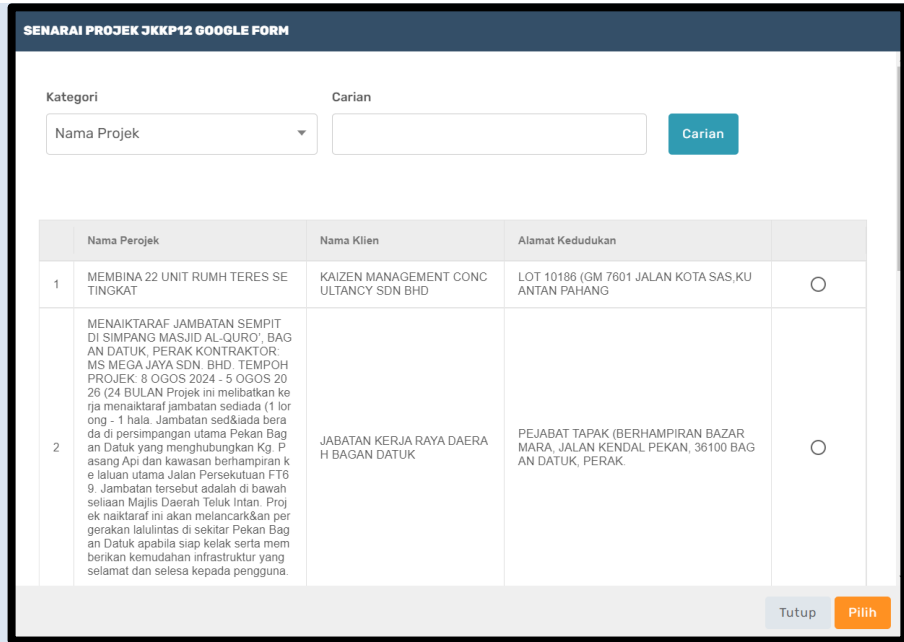 SENARAI PROJEK JKKP12 GOOGLE FORM
Kategori
Carian
Nama Projek
Carian
Nama Perojek
Nama Klien
Alamat Kedudukan
1
MEMBINA 22 UNIT RUMH TERES SE
TINGKAT
KAIZEN MANAGEMENT CONC
ULTANCY SDN BHD
LOT 10186 (GM 7601 JALAN KOTA SAS,KU
ANTAN PAHANG
2
MENAIKTARAF JAMBATAN SEMPIT
DI SIMPANG MASJID AL-QURO', BAG
AN DATUK, PERAK KONTRAKTOR:
MS MEGA JAYA SDN. BHD. TEMPOH
PROJEK: 8 OGOS 2024 - 5 OGOS 20
26 (24 BULAN Projek ini melibatkan ke
rja menaiktaraf jambatan sediada (1 lor
ong - 1 hala. Jambatan sed&iada bera
da di persimpangan utama Pekan Bag
an Datuk yang menghubungkan Kg. P
asang Api dan kawasan berhampiran k
e laluan utama Jalan Persekutuan FT6
9. Jambatan tersebut adalah di bawah
seliaan Majlis Daerah Teluk Intan. Proj
ek naiktaraf ini akan melancark&an per
gerakan lalulintas di sekitar Pekan Bag
an Datuk apabila siap kelak serta mem
berikan kemudahan infrastruktur yang
selamat dan selesa kepada pengguna.
JABATAN KERJA RAYA DAERA
H BAGAN DATUK
PEJABAT TAPAK (BERHAMPIRAN BAZAR
MARA, JALAN KENDAL PEKAN, 36100 BAG
AN DATUK, PERAK.
Tutup
Pilih